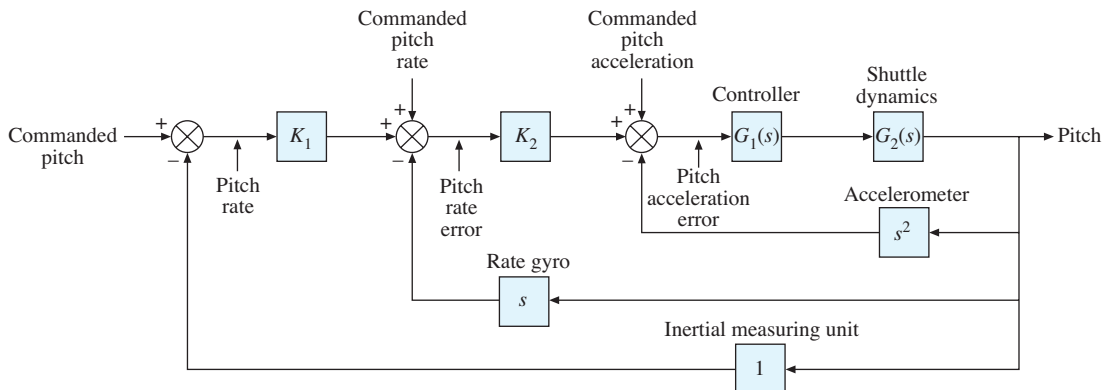 Commanded
pitch
rate
Commanded
pitch
acceleration
Controller
Shuttle
dynamics
Commanded
pitch
+
−
K₁
+
+
−
K₂
+
+
−
G₁(s)
G₂(s)
Pitch
Pitch
rate
Pitch
rate
error
Pitch
acceleration
error
Accelerometer
s²
Rate gyro
s
Inertial measuring unit
1